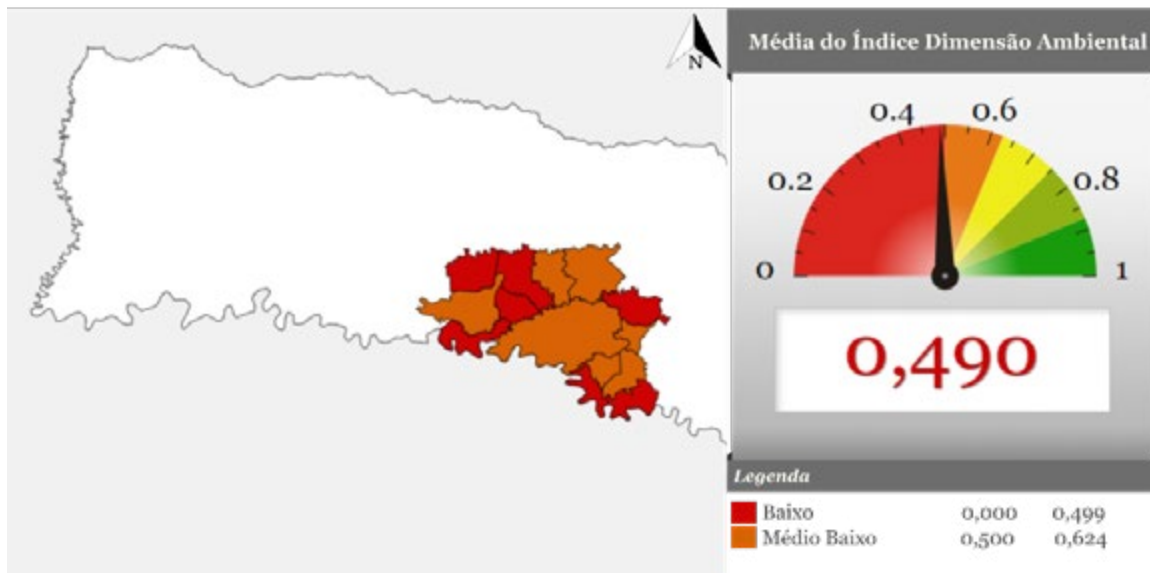 N
Média do Índice Dimensão Ambiental
0 0.2 0.4 0.6 0.8 1
0,490
Legenda
Baixo 0,000 0,499
Médio Baixo 0,500 0,624